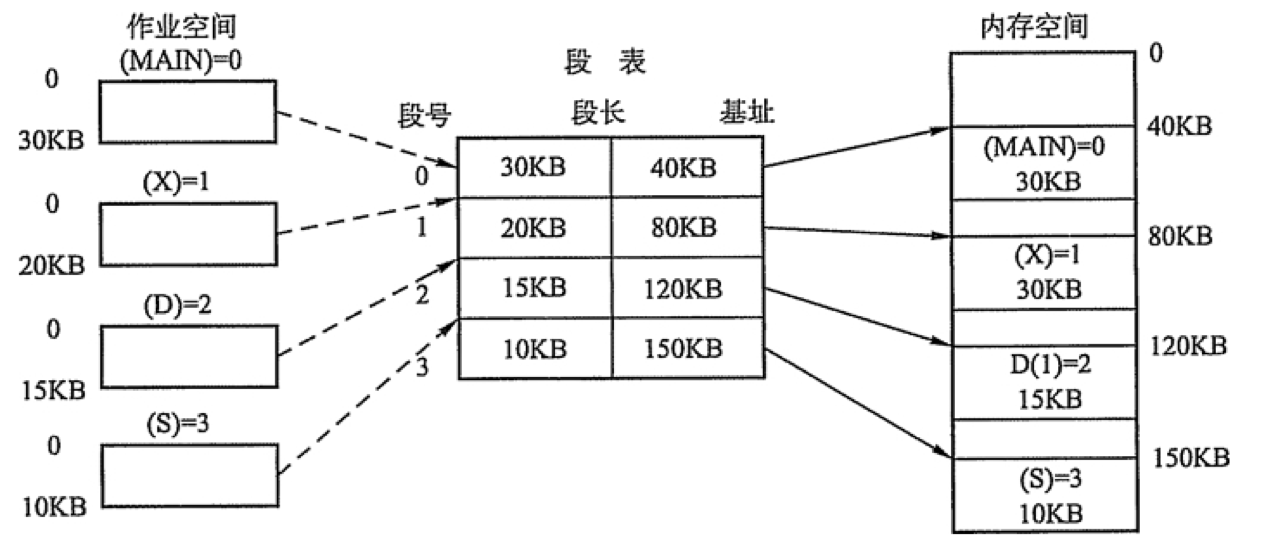 作业空间
(MAIN)=0
0
30KB
(X)=1
0
20KB
(D)=2
0
15KB
(S)=3
0
10KB
段 表
段号 段长 基址
0 30KB 40KB
1 20KB 80KB
2 15KB 120KB
3 10KB 150KB
内存空间
0
40KB
(MAIN)=0
30KB
80KB
(X)=1
30KB
120KB
D(1)=2
15KB
150KB
(S)=3
10KB